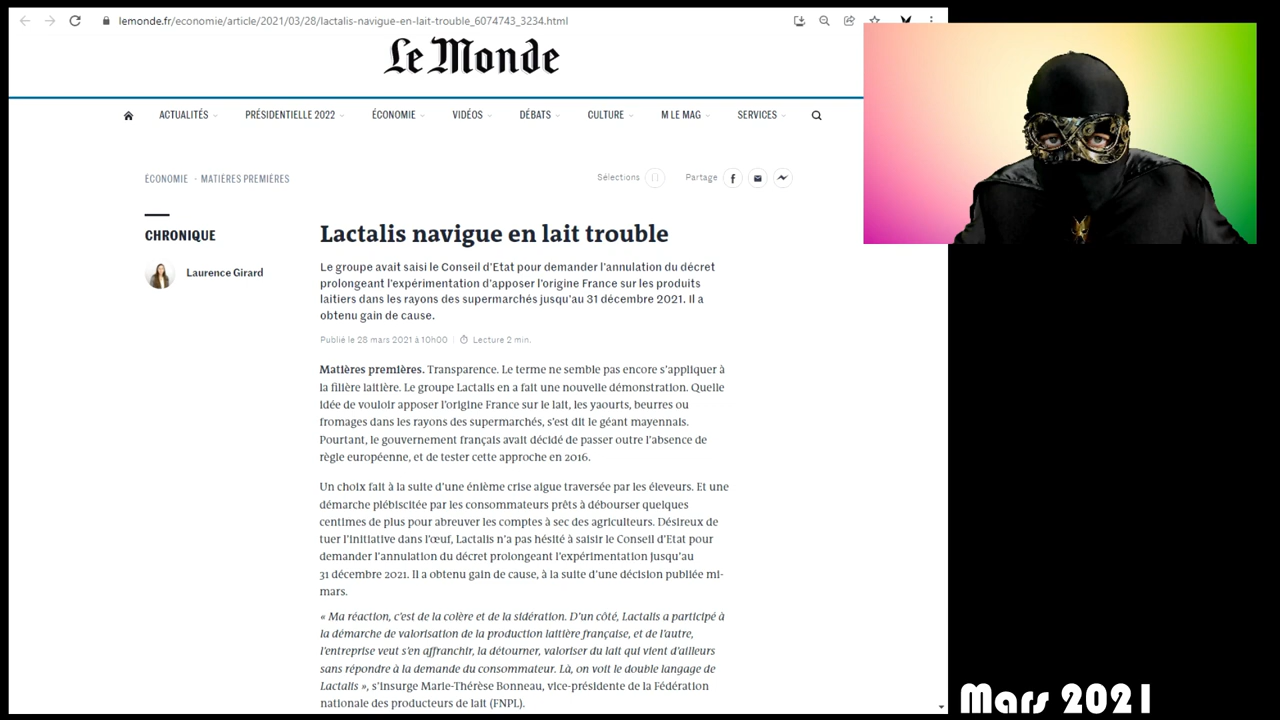 lemonde.fr/economie/article/2021/03/28/lactalis-navigue-en-lait-trouble_6074743_3234.html
Le Monde
ACTUALITÉS PRÉSIDENTIELLE 2022 ÉCONOMIE VIDÉOS DÉBATS CULTURE M LE MAG SERVICES
ECONOMIE · MATIÈRES PREMIÈRES
Sélections Partage
CHRONIQUE
Laurence Girard
Lactalis navigue en lait trouble
Le groupe avait saisi le Conseil d'Etat pour demander l'annulation du décret
prolongeant l'expérimentation d'apposer l'origine France sur les produits
laitiers dans les rayons des supermarchés jusqu'au 31 décembre 2021. Il a
obtenu gain de cause.
Publié le 28 mars 2021 à 10h00 Lecture 2 min.
Matières premières. Transparence. Le terme ne semble pas encore s'appliquer à
la filière laitière. Le groupe Lactalis en a fait une nouvelle démonstration. Quelle
idée de vouloir apposer l'origine France sur le lait, les yaourts, beurres ou
fromages dans les rayons des supermarchés, s'est dit le géant mayennais.
Pourtant, le gouvernement français avait décidé de passer outre l'absence de
règle européenne, et de tester cette approche en 2016.
Un choix fait à la suite d'une énième crise aigue traversée par les éleveurs. Et une
démarche plébiscitée par les consommateurs prêts à débourser quelques
centimes de plus pour abreuver les comptes à sec des agriculteurs. Désireux de
tuer l'initiative dans l'œuf, Lactalis n'a pas hésité à saisir le Conseil d'Etat pour
demander l'annulation du décret prolongeant l'expérimentation jusqu'au
31 décembre 2021. Il a obtenu gain de cause, à la suite d'une décision publiée mi-
mars.
« Ma réaction, c'est de la colère et de la sidération. D'un côté, Lactalis a participé à
la démarche de valorisation de la production laitière française, et de l'autre,
l'entreprise veut s'en affranchir, la détourner, valoriser du lait qui vient d'ailleurs
sans répondre à la demande du consommateur. Là, on voit le double langage de
Lactalis », s'insurge Marie-Thérèse Bonneau, vice-présidente de la Fédération
nationale des producteurs de lait (FNPL).
Mars 2021